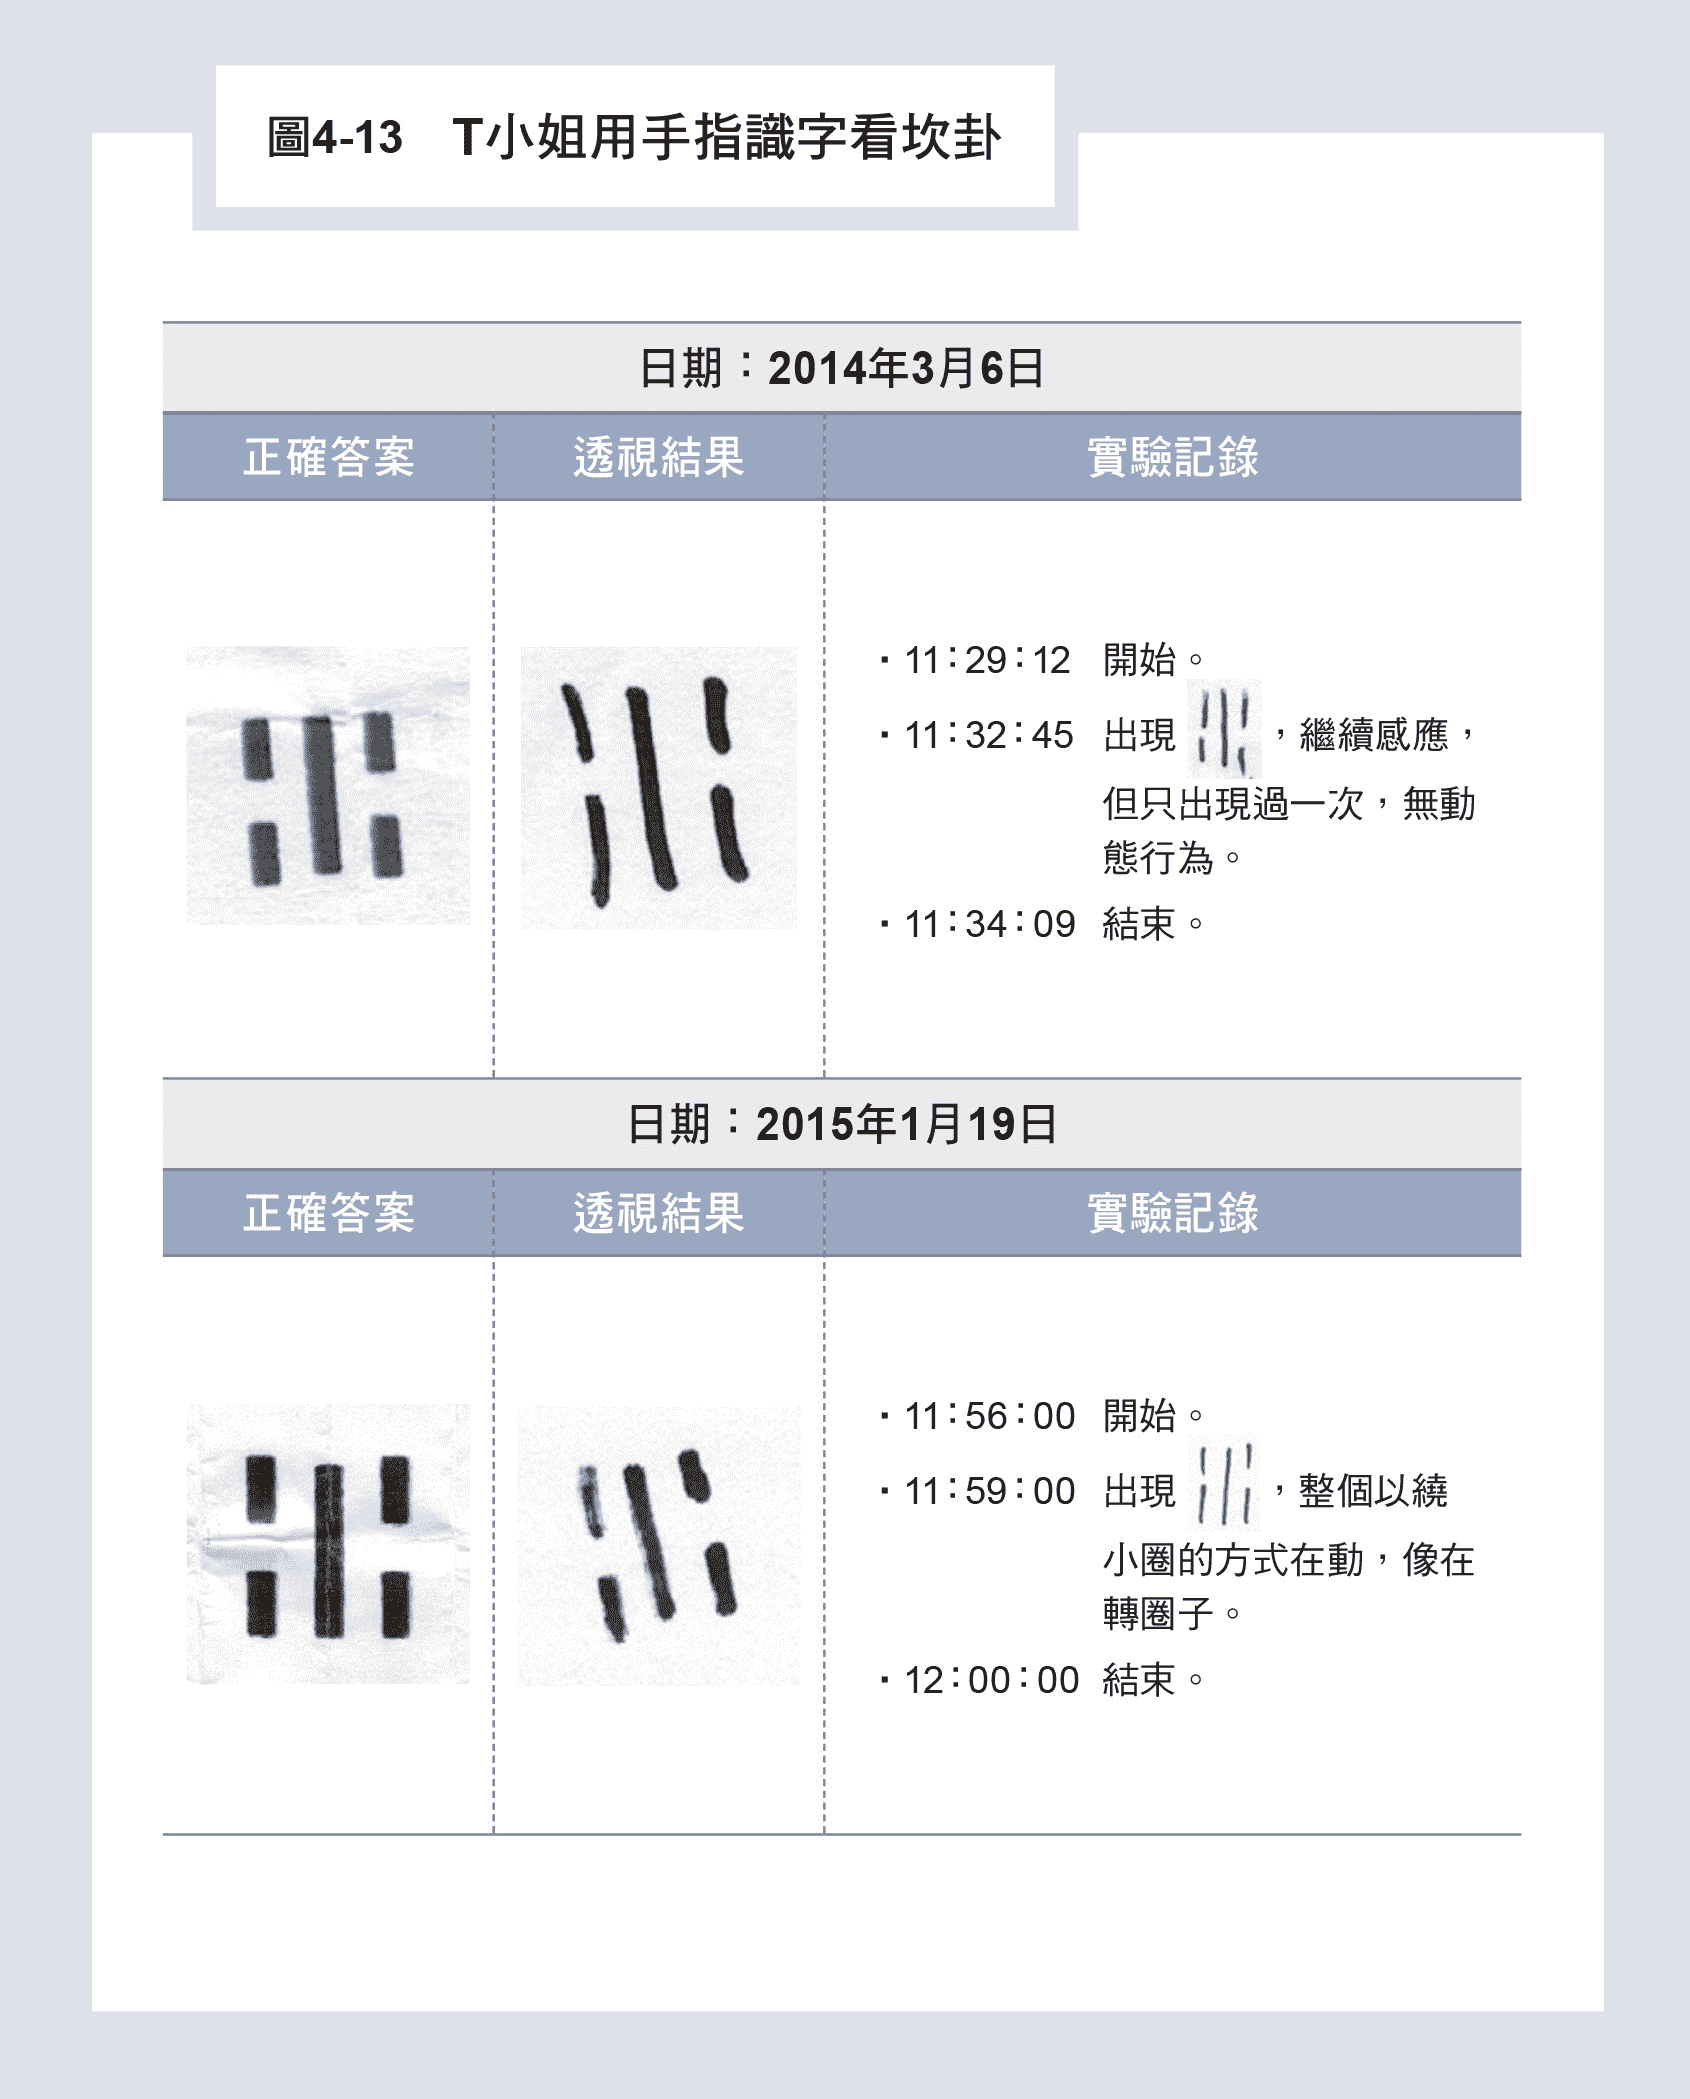 圖4-13　T小姐用手指識字看坎卦
日期：2014年3月6日
正確答案　透視結果　實驗記錄
・11：29：12　開始。
・11：32：45　出現　，繼續感應，
但只出現過一次，無動
態行為。
・11：34：09　結束。
日期：2015年1月19日
正確答案　透視結果　實驗記錄
・11：56：00　開始。
・11：59：00　出現　，整個以繞
小圈的方式在動，像在
轉圈子。
・12：00：00　結束。